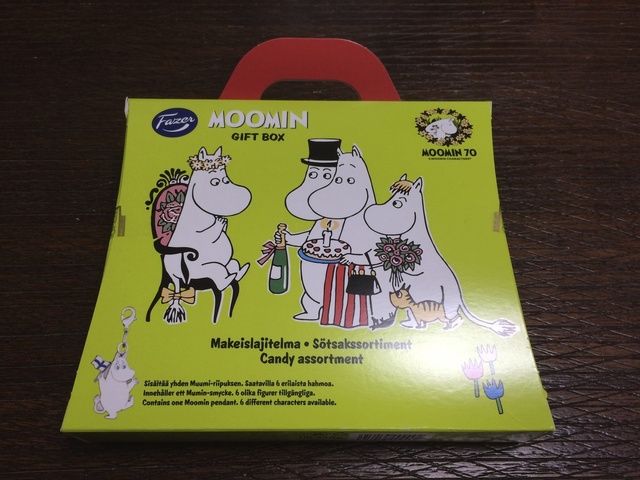 Fazer
MOOMIN
GIFT BOX
MOOMIN 70
Makeislajitelma • Sötsakssortiment
Candy assortment
Sisältää yhden Muumi-riipuksen. Saatavilla 6 erilaista hahmoa.
Innehåller ett Mumin-smycke. 6 olika figurer tillgängliga.
Contains one Moomin pendant. 6 different characters available.